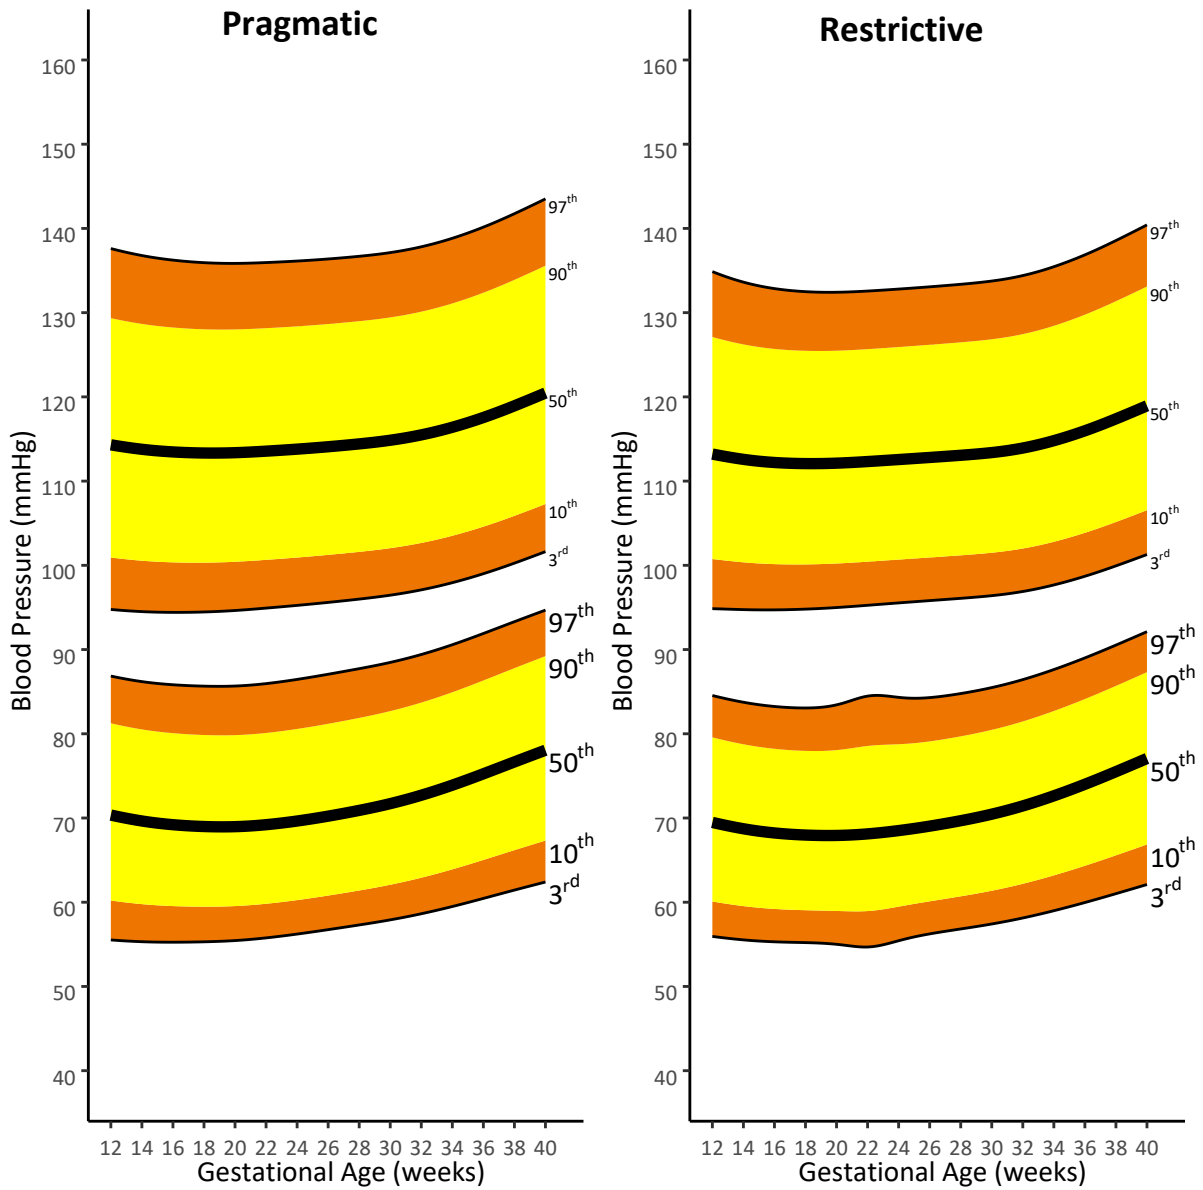 Pragmatic
160
150
140
130
120
110
100
90
80
70
60
50
40
Blood Pressure (mmHg)
97th
90th
50th
10th
3rd
97th
90th
50th
10th
3rd
12 14 16 18 20 22 24 26 28 30 32 34 36 38 40
Gestational Age (weeks)
Restrictive
160
150
140
130
120
110
100
90
80
70
60
50
40
Blood Pressure (mmHg)
97th
90th
50th
10th
3rd
97th
90th
50th
10th
3rd
12 14 16 18 20 22 24 26 28 30 32 34 36 38 40
Gestational Age (weeks)